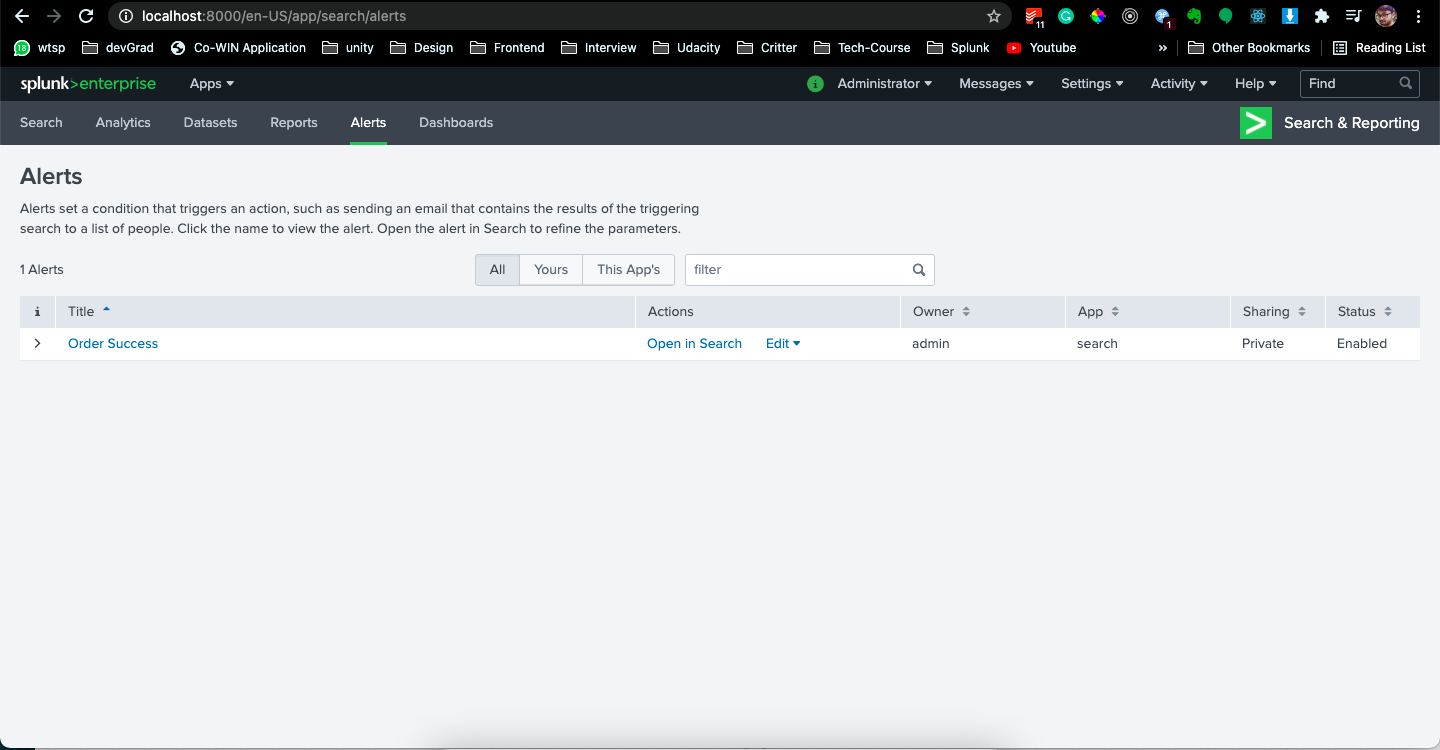 localhost:8000/en-US/app/search/alerts
11
1
18 wtsp devGrad Co-WIN Application unity Design Frontend Interview Udacity Critter Tech-Course Splunk Youtube » Other Bookmarks Reading List
splunk>enterprise Apps i Administrator Messages Settings Activity Help Find
Search Analytics Datasets Reports Alerts Dashboards > Search & Reporting
Alerts
Alerts set a condition that triggers an action, such as sending an email that contains the results of the triggering
search to a list of people. Click the name to view the alert. Open the alert in Search to refine the parameters.
1 Alerts All Yours This App's filter
i Title Actions Owner App Sharing Status
Order Success Open in Search Edit admin search Private Enabled